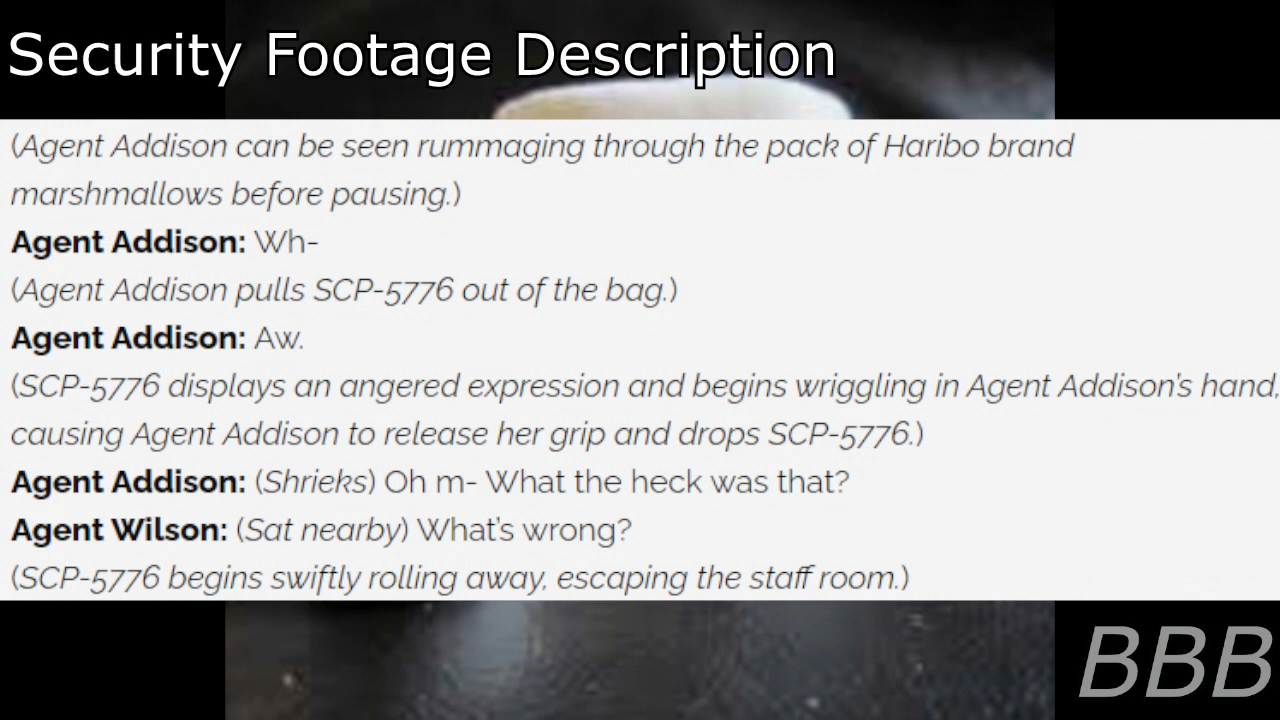 Security Footage Description
(Agent Addison can be seen rummaging through the pack of Haribo brand
marshmallows before pausing.)
Agent Addison: Wh-
(Agent Addison pulls SCP-5776 out of the bag.)
Agent Addison: Aw.
(SCP-5776 displays an angered expression and begins wriggling in Agent Addison's hand,
causing Agent Addison to release her grip and drops SCP-5776.)
Agent Addison: (Shrieks) Oh m- What the heck was that?
Agent Wilson: (Sat nearby) What's wrong?
(SCP-5776 begins swiftly rolling away, escaping the staff room.)
BBB